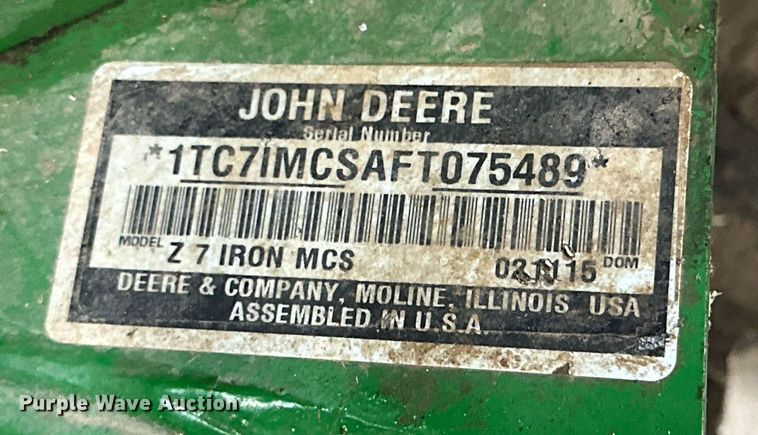 JOHN DEERE
Serial Number
*1TC7IMCSAFT075489*
MODEL Z 7 IRON MCS DOM
DEERE & COMPANY, MOLINE, ILLINOIS USA
ASSEMBLED IN U.S.A.
Purple Wave Auction